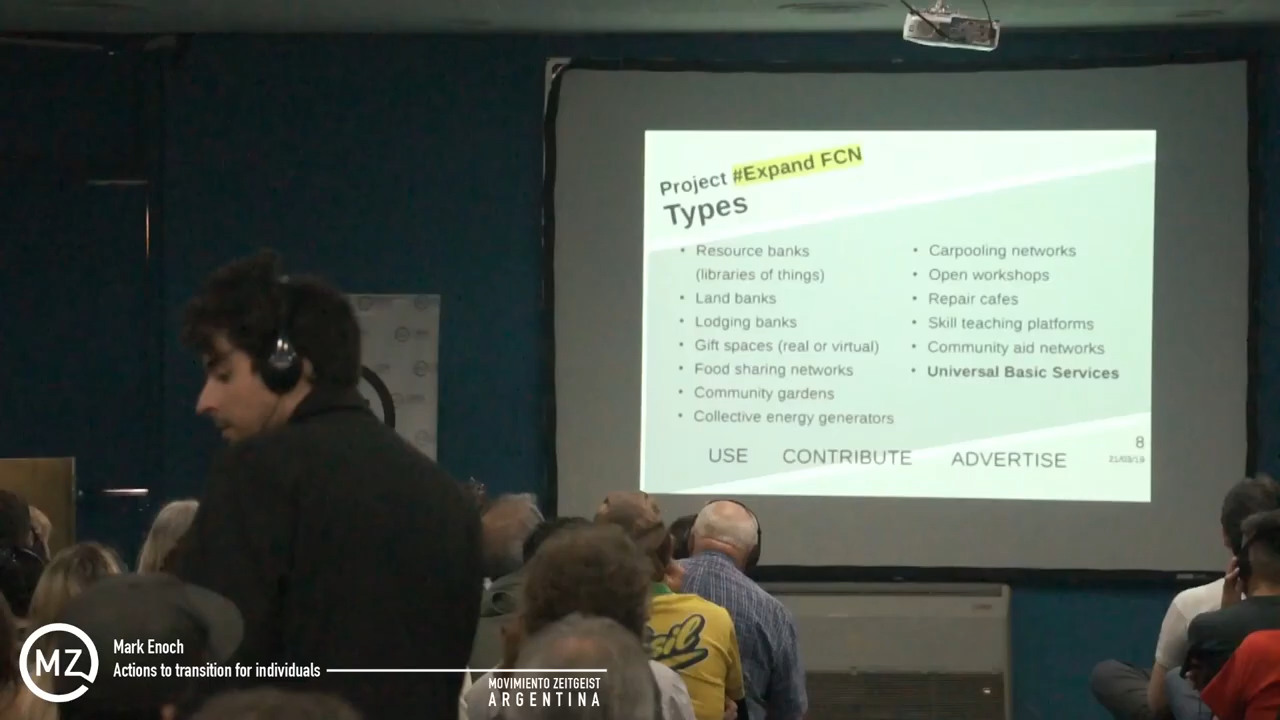 Project #Expand FCN
Types
• Resource banks
(libraries of things)
• Land banks
• Lodging banks
• Gift spaces (real or virtual)
• Food sharing networks
• Community gardens
• Collective energy generators
• Carpooling networks
• Open workshops
• Repair cafes
• Skill teaching platforms
• Community aid networks
• Universal Basic Services
USE CONTRIBUTE ADVERTISE
8
21/03/19
sil
MZ
Mark Enoch
Actions to transition for individuals
MOVIMIENTO ZEITGEIST
ARGENTINA